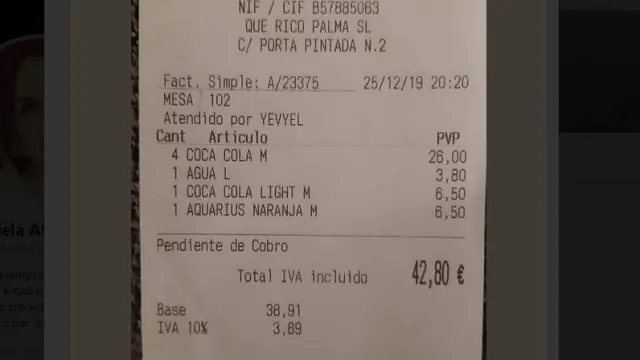 NIF / CIF B57885063
QUE RICO PALMA SL
C/ PORTA PINTADA N.2
Fact. Simple: A/23375 25/12/19 20:20
MESA 102
Atendido por YEVYEL
Cant Articulo PVP
4 COCA COLA M 26,00
1 AGUA L 3,80
1 COCA COLA LIGHT M 6,50
1 AQUARIUS NARANJA M 6,50
Pendiente de Cobro
Total IVA incluido 42,80 €
Base 38,91
IVA 10% 3,89